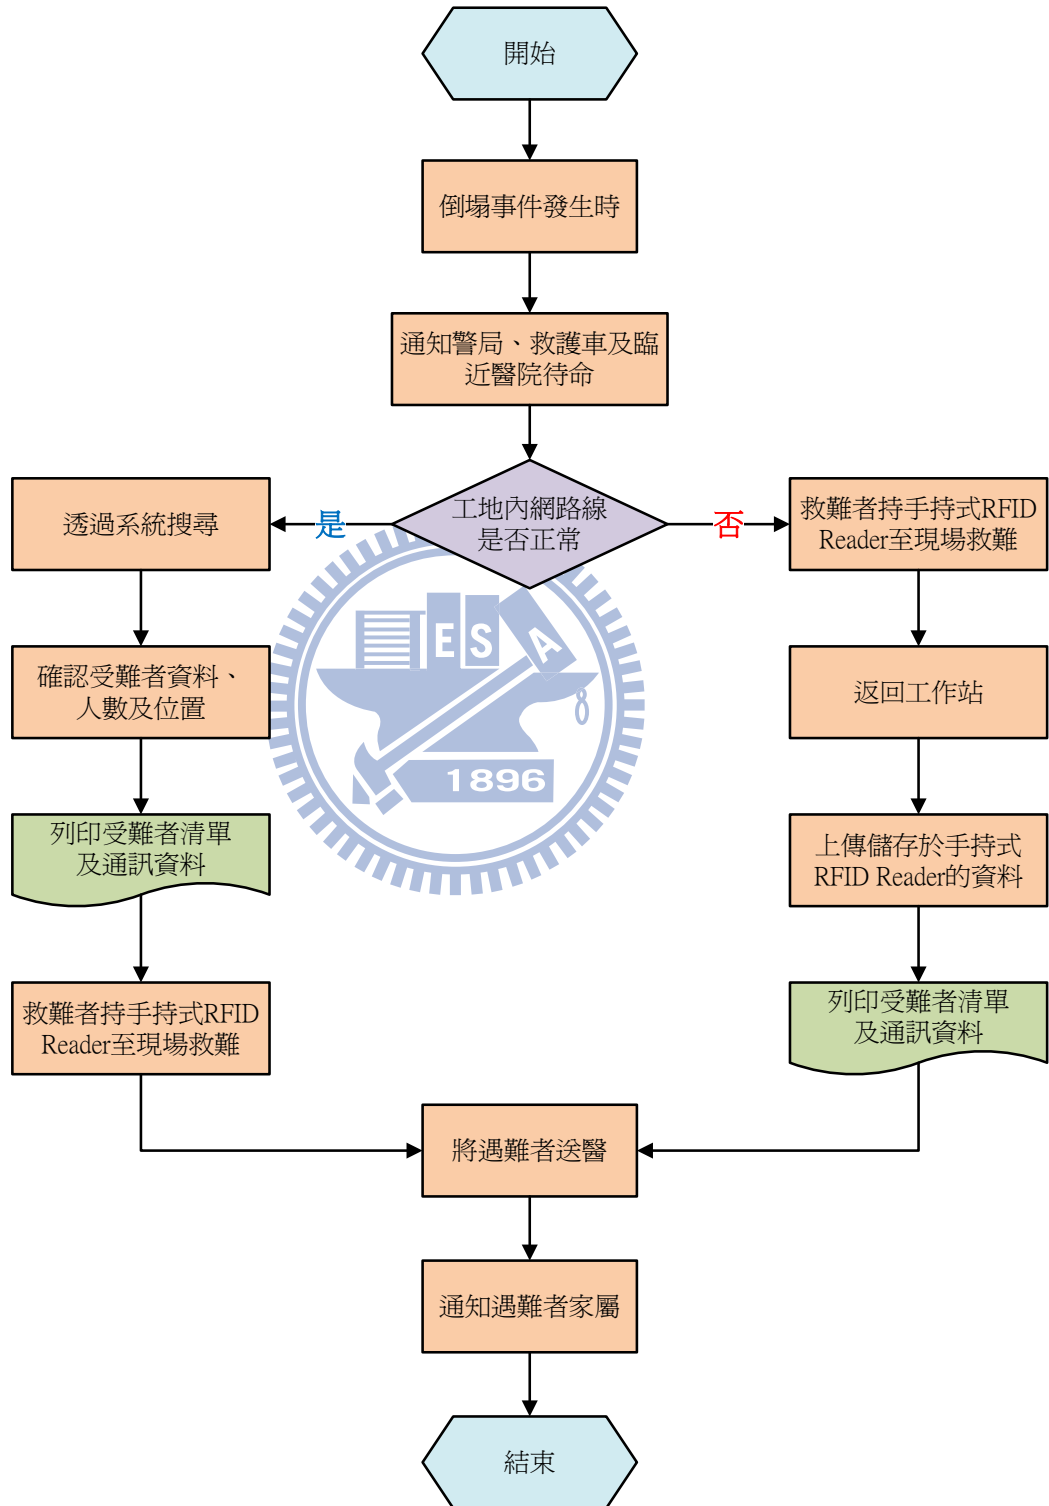 開始
倒塌事件發生時
通知警局、救護車及臨
近醫院待命
工地內網路線
是否正常
是
否
透過系統搜尋
確認受難者資料、
人數及位置
列印受難者清單
及通訊資料
救難者持手持式RFID
Reader至現場救難
救難者持手持式RFID
Reader至現場救難
返回工作站
上傳儲存於手持式
RFID Reader的資料
列印受難者清單
及通訊資料
將遇難者送醫
通知遇難者家屬
結束
E S A
1896